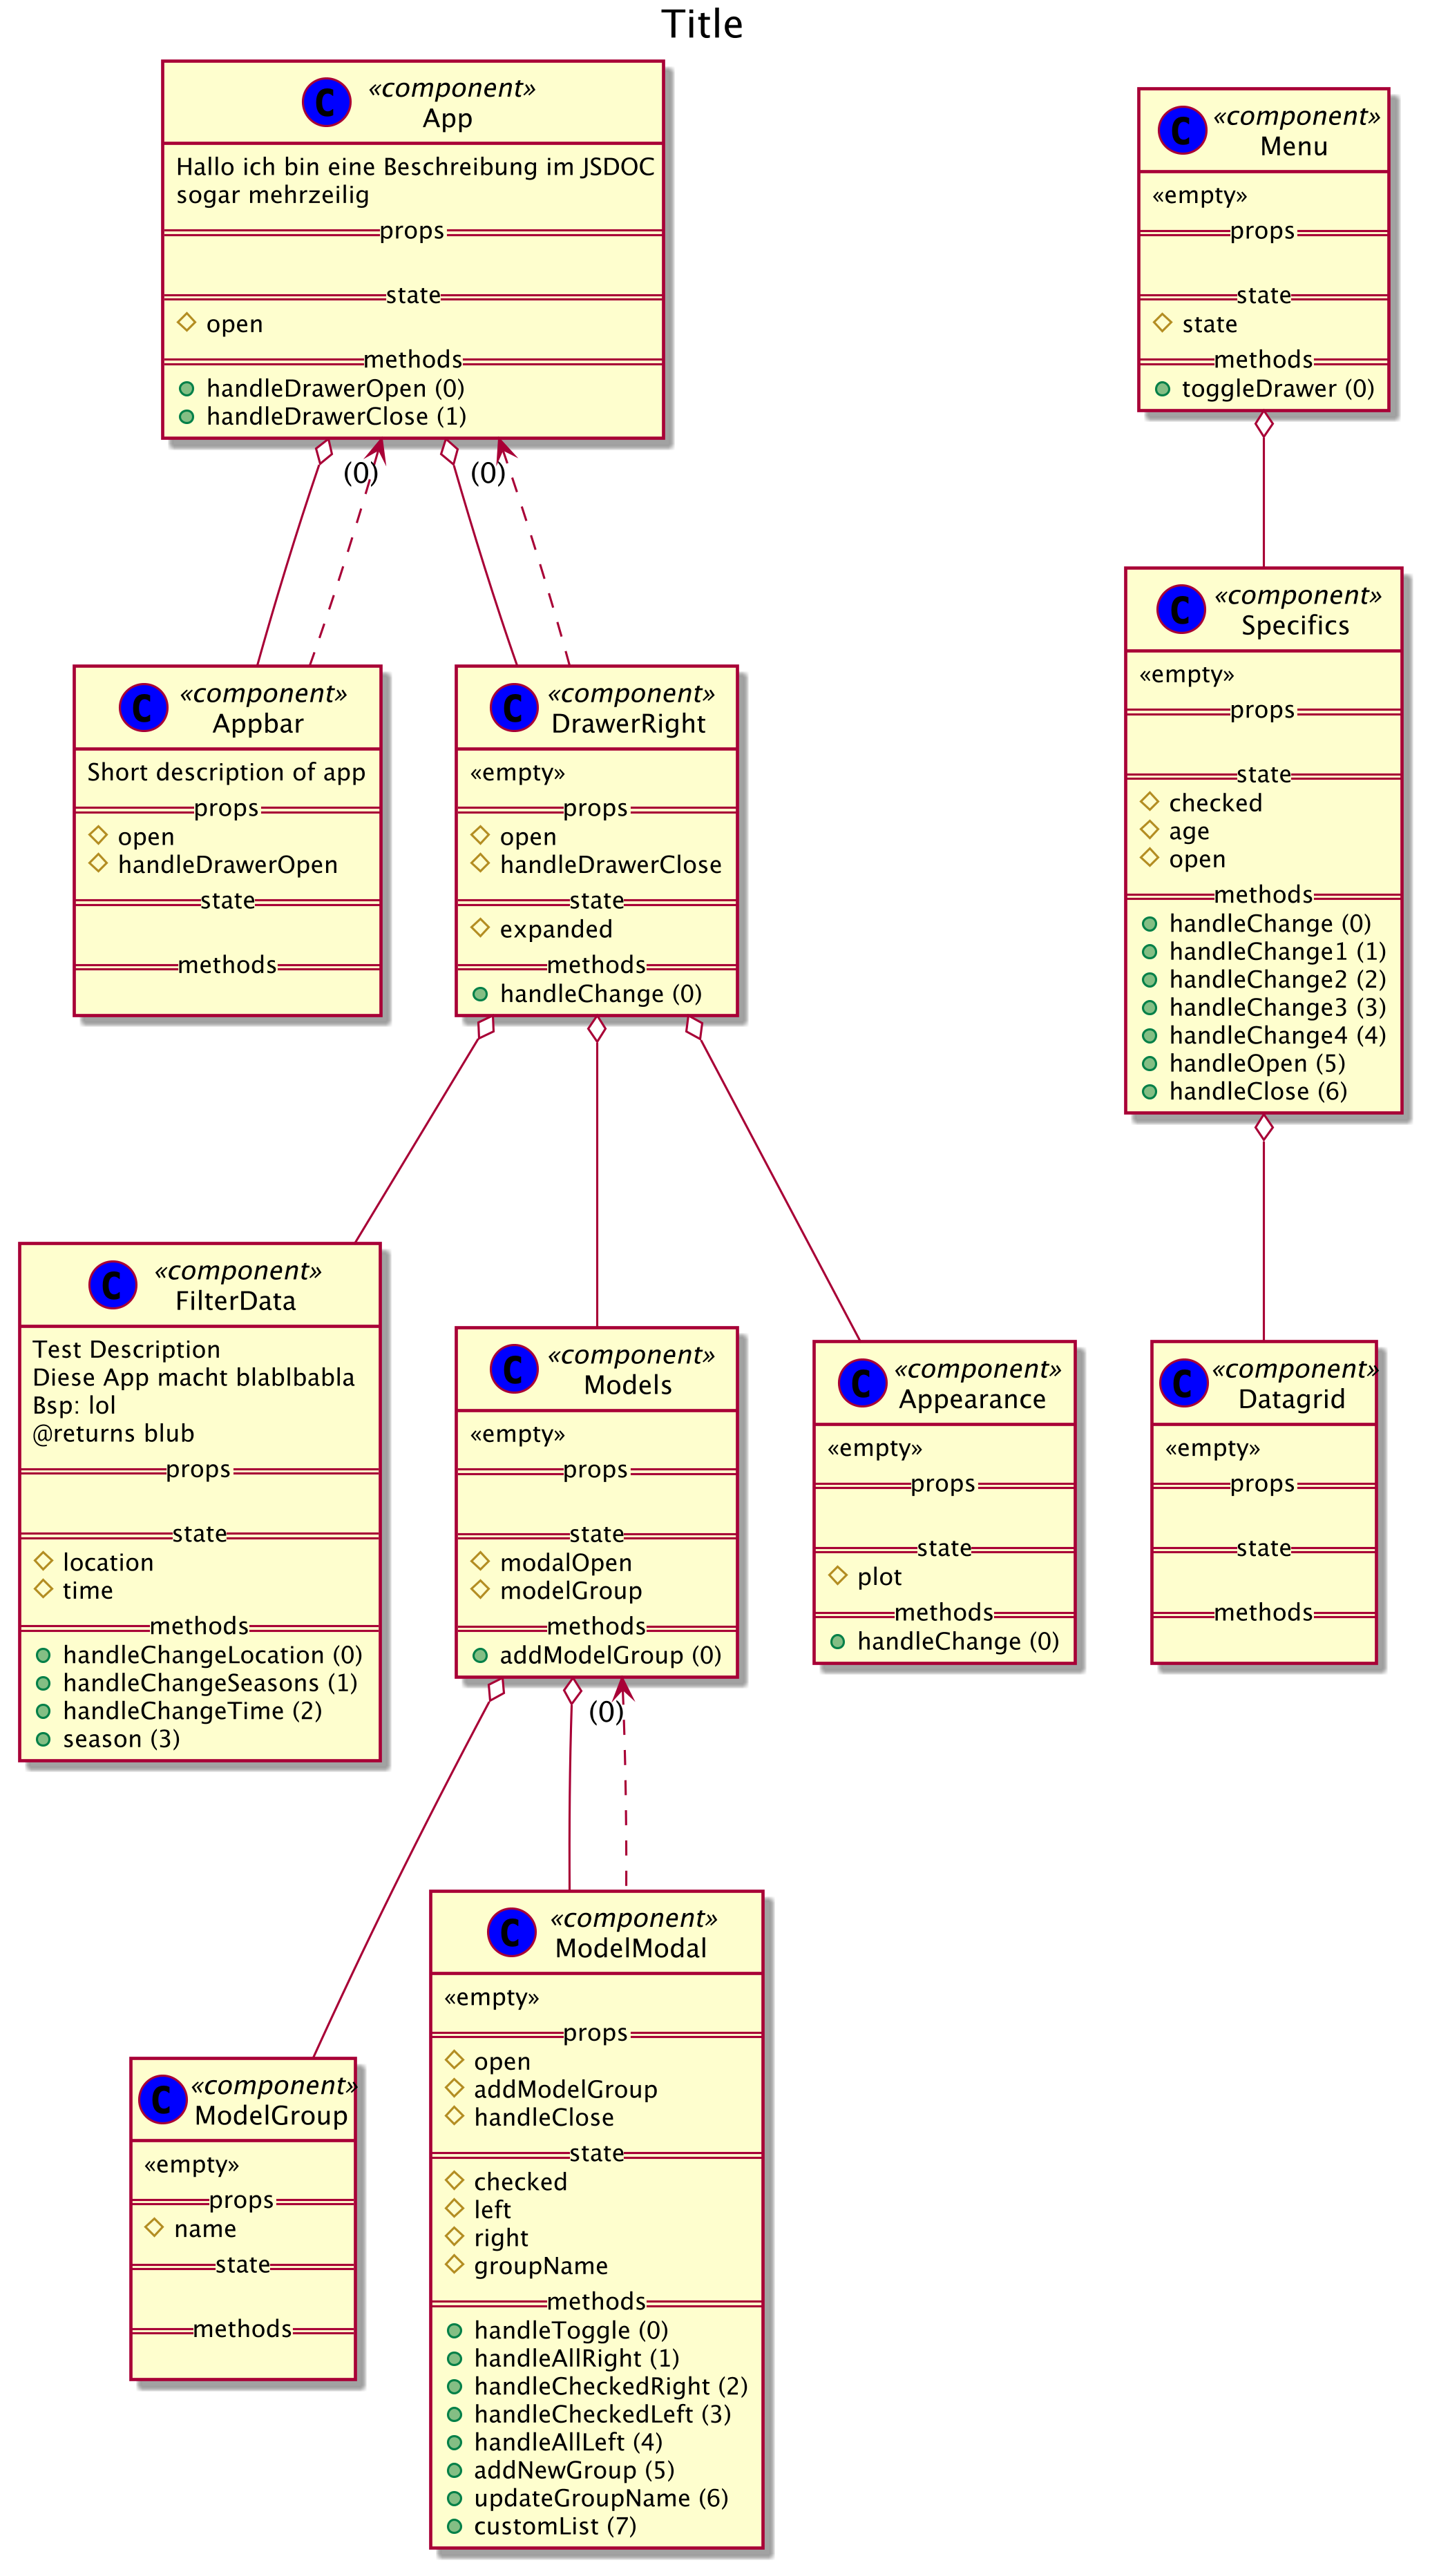 Title
«component»
App
Hallo ich bin eine Beschreibung im JSDOC
sogar mehrzeilig
props
state
open
methods
handleDrawerOpen (0)
handleDrawerClose (1)
«component»
Menu
«empty»
props
state
state
methods
toggleDrawer (0)
(0)
(0)
«component»
Specifics
«empty»
props
state
checked
age
open
methods
handleChange (0)
handleChange1 (1)
handleChange2 (2)
handleChange3 (3)
handleChange4 (4)
handleOpen (5)
handleClose (6)
«component»
Appbar
Short description of app
props
open
handleDrawerOpen
state
methods
«component»
DrawerRight
«empty»
props
open
handleDrawerClose
state
expanded
methods
handleChange (0)
«component»
FilterData
Test Description
Diese App macht blablbabla
Bsp: lol
@returns blub
props
state
location
time
methods
handleChangeLocation (0)
handleChangeSeasons (1)
handleChangeTime (2)
season (3)
«component»
Models
«empty»
props
state
modalOpen
modelGroup
methods
addModelGroup (0)
«component»
Appearance
«empty»
props
state
plot
methods
handleChange (0)
«component»
Datagrid
«empty»
props
state
methods
(0)
«component»
ModelGroup
«empty»
props
name
state
methods
«component»
ModelModal
«empty»
props
open
addModelGroup
handleClose
state
checked
left
right
groupName
methods
handleToggle (0)
handleAllRight (1)
handleCheckedRight (2)
handleCheckedLeft (3)
handleAllLeft (4)
addNewGroup (5)
updateGroupName (6)
customList (7)